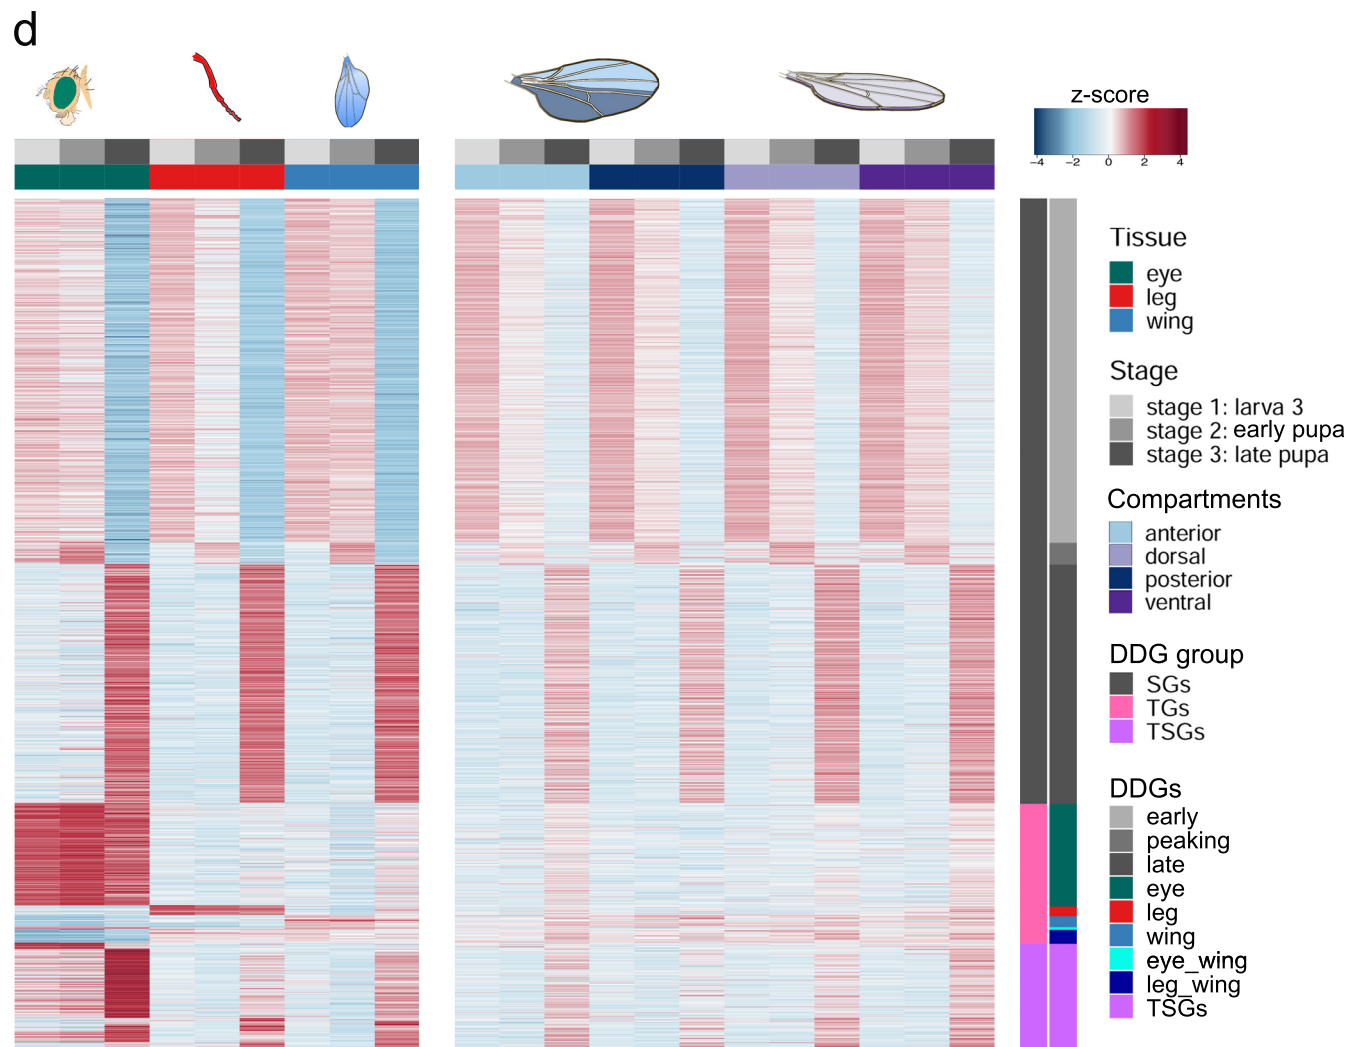 d
z-score
−4 −2 0 2 4
Tissue
eye
leg
wing
Stage
stage 1: larva 3
stage 2: early pupa
stage 3: late pupa
Compartments
anterior
dorsal
posterior
ventral
DDG group
SGs
TGs
TSGs
DDGs
early
peaking
late
eye
leg
wing
eye_wing
leg_wing
TSGs